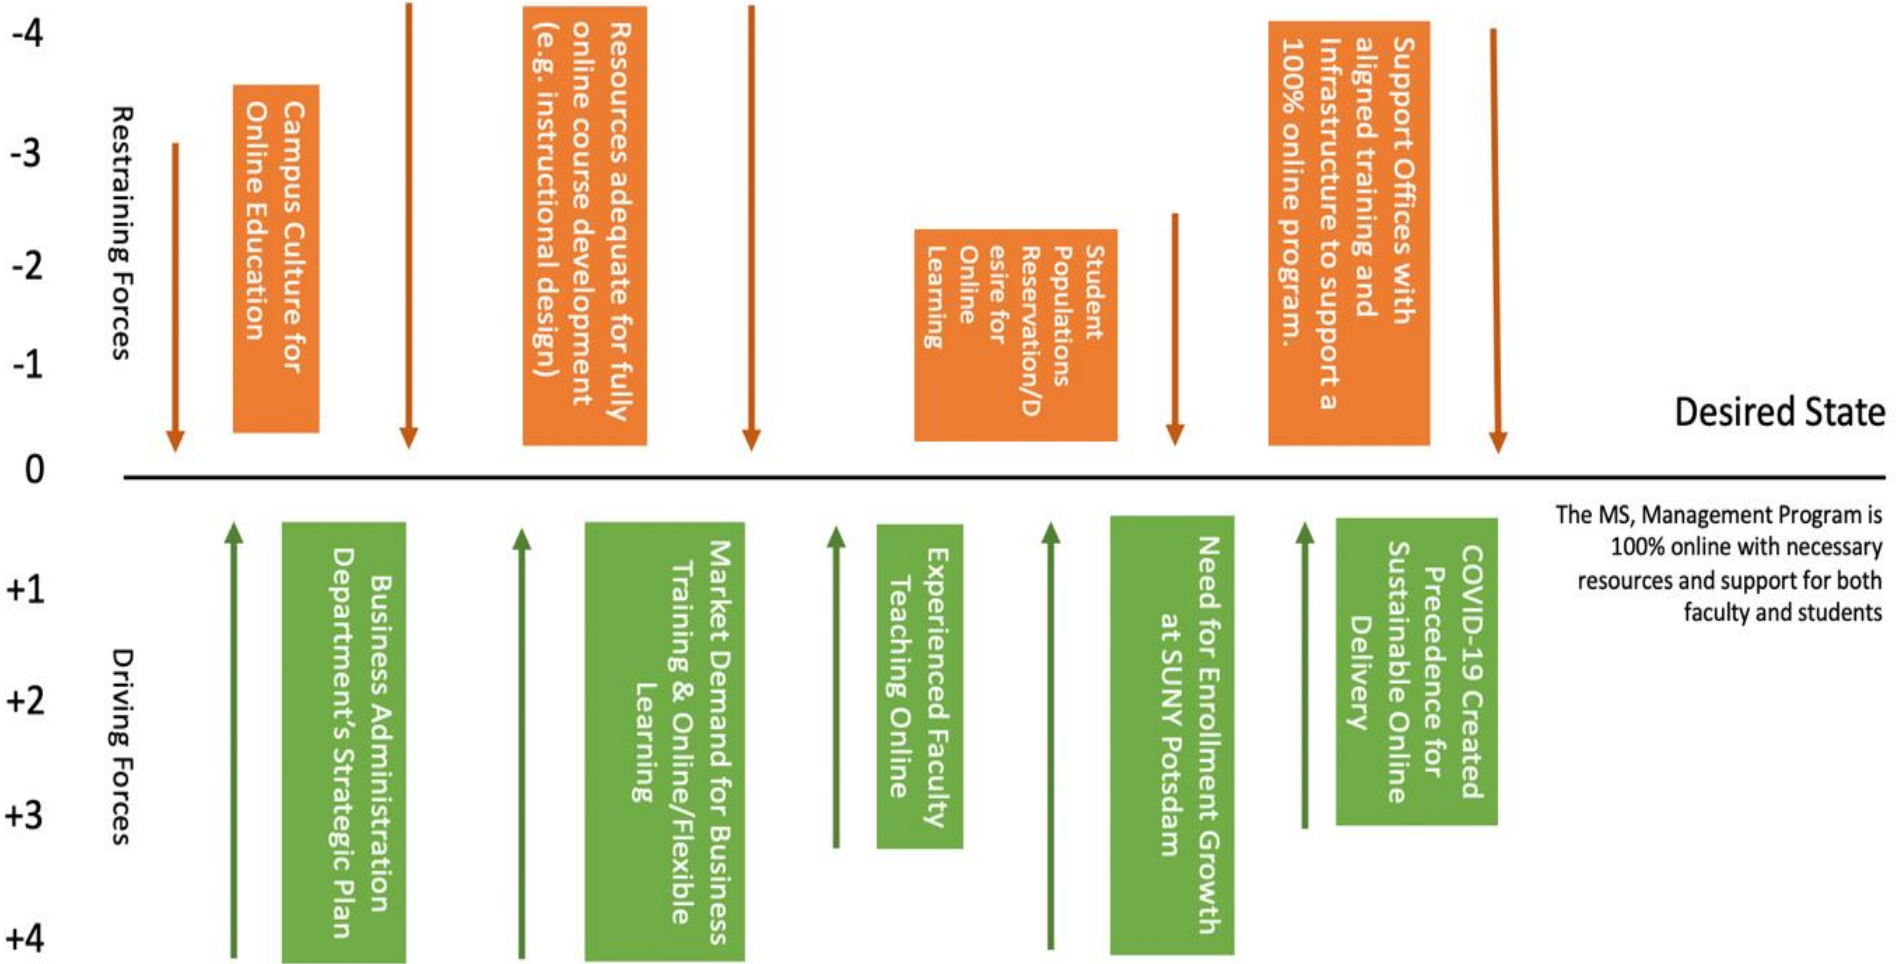 -4
-3
-2
-1
0
+1
+2
+3
+4
Restraining Forces
Driving Forces
Campus Culture for
Online Education
Resources adequate for fully
online course development
(e.g. instructional design)
Student
Populations
Reservation/D
esire for
Online
Learning
Support Offices with
aligned training and
Infrastructure to support a
100% online program.
Desired State
The MS, Management Program is
100% online with necessary
resources and support for both
faculty and students
Business Administration
Department's Strategic Plan
Market Demand for Business
Training & Online/Flexible
Learning
Experienced Faculty
Teaching Online
Need for Enrollment Growth
at SUNY Potsdam
COVID-19 Created
Precedence for
Sustainable Online
Delivery